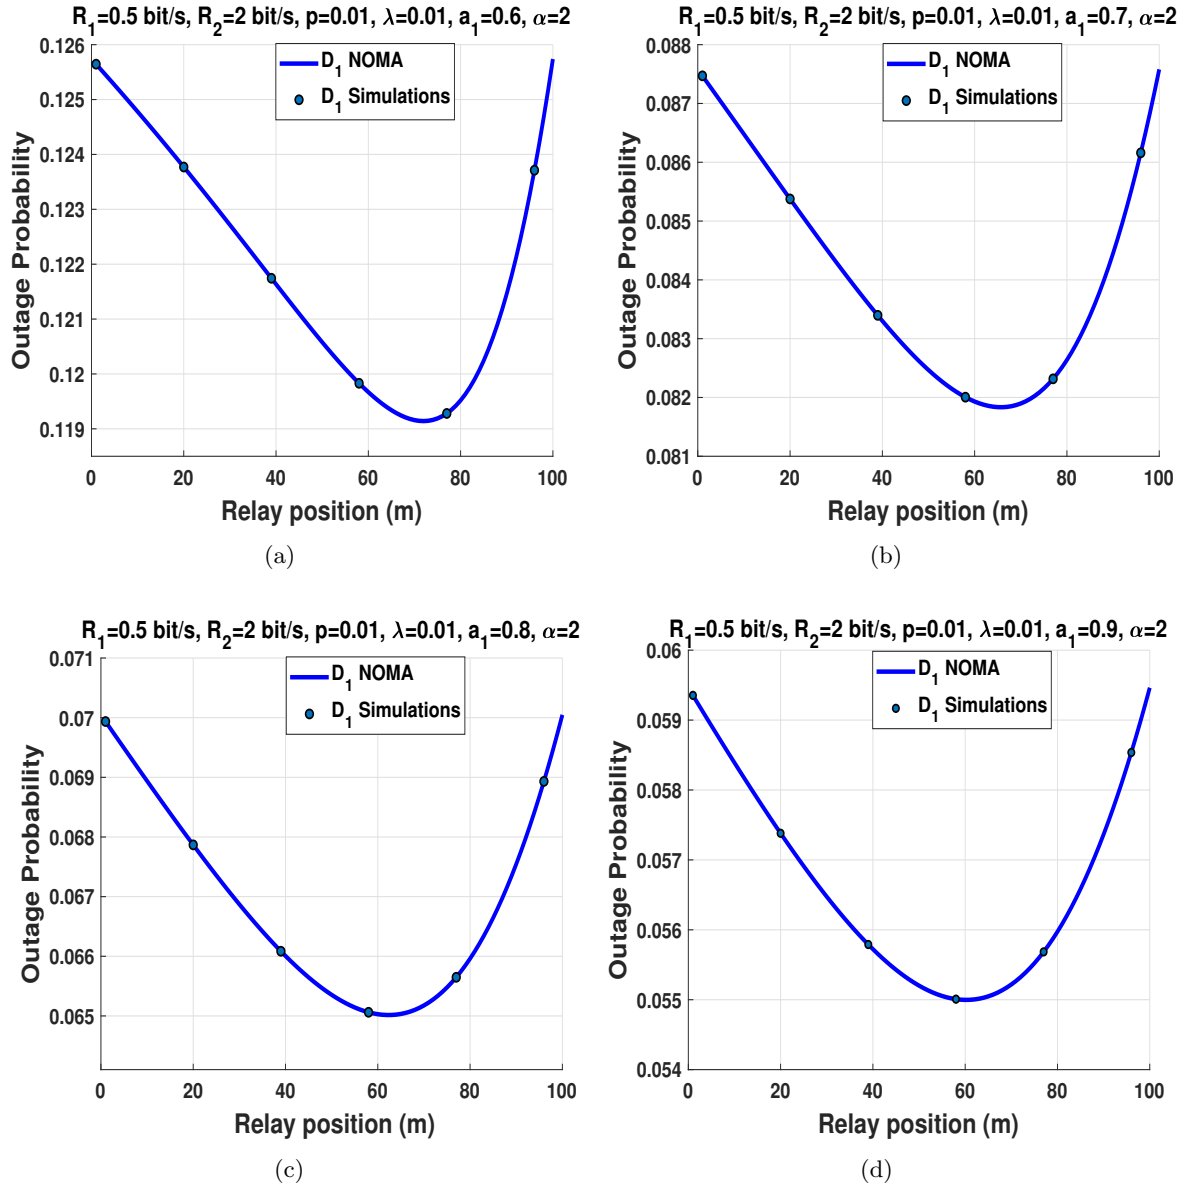 R₁=0.5 bit/s, R₂=2 bit/s, p=0.01, λ=0.01, a₁=0.6, α=2
0.126
0.125
0.124
0.123
0.122
0.121
0.12
0.119
Outage Probability
D₁ NOMA
D₁ Simulations
0 20 40 60 80 100
Relay position (m)
(a)
R₁=0.5 bit/s, R₂=2 bit/s, p=0.01, λ=0.01, a₁=0.7, α=2
0.088
0.087
0.086
0.085
0.084
0.083
0.082
0.081
Outage Probability
D₁ NOMA
D₁ Simulations
0 20 40 60 80 100
Relay position (m)
(b)
R₁=0.5 bit/s, R₂=2 bit/s, p=0.01, λ=0.01, a₁=0.8, α=2
0.071
0.07
0.069
0.068
0.067
0.066
0.065
Outage Probability
D₁ NOMA
D₁ Simulations
0 20 40 60 80 100
Relay position (m)
(c)
R₁=0.5 bit/s, R₂=2 bit/s, p=0.01, λ=0.01, a₁=0.9, α=2
0.06
0.059
0.058
0.057
0.056
0.055
0.054
Outage Probability
D₁ NOMA
D₁ Simulations
0 20 40 60 80 100
Relay position (m)
(d)